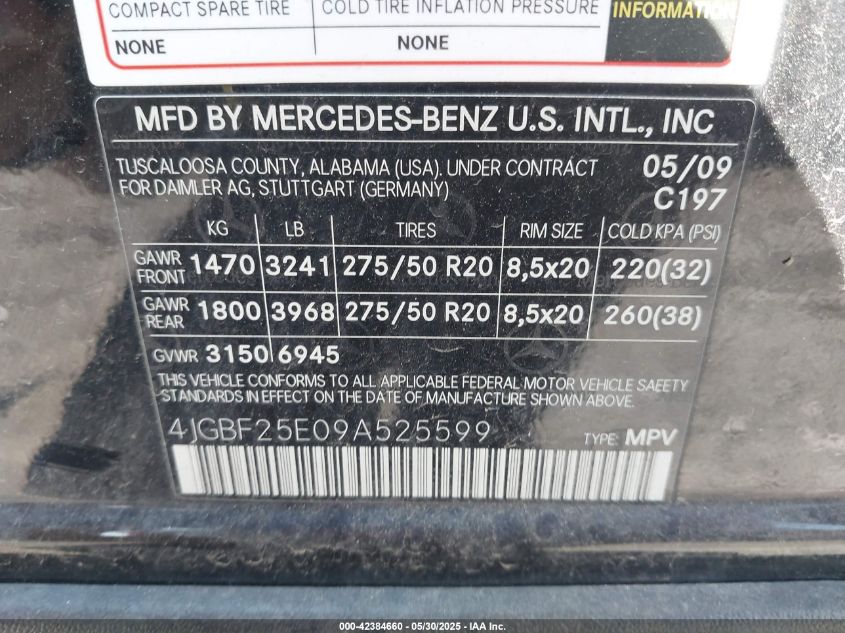 COMPACT SPARE TIRE COLD TIRE INFLATION PRESSURE INFORMATION
NONE NONE
MFD BY MERCEDES-BENZ U.S. INTL., INC
TUSCALOOSA COUNTY, ALABAMA (USA). UNDER CONTRACT 05/09
FOR DAIMLER AG, STUTTGART (GERMANY) C197
KG LB TIRES RIM SIZE COLD KPA (PSI)
GAWR FRONT 1470 3241 275/50 R20 8,5x20 220(32)
GAWR REAR 1800 3968 275/50 R20 8,5x20 260(38)
GVWR 3150 6945
THIS VEHICLE CONFORMS TO ALL APPLICABLE FEDERAL MOTOR VEHICLE SAFETY
STANDARDS IN EFFECT ON THE DATE OF MANUFACTURE SHOWN ABOVE.
4JGBF25E09A525599 TYPE: MPV
000-42384660 - 05/30/2025 - IAA Inc.